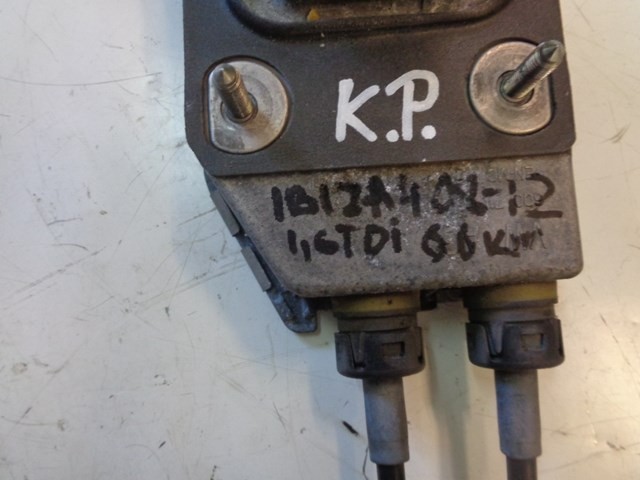 K.P.
IBIZA 4 08-12
1,6TDi 66Kw